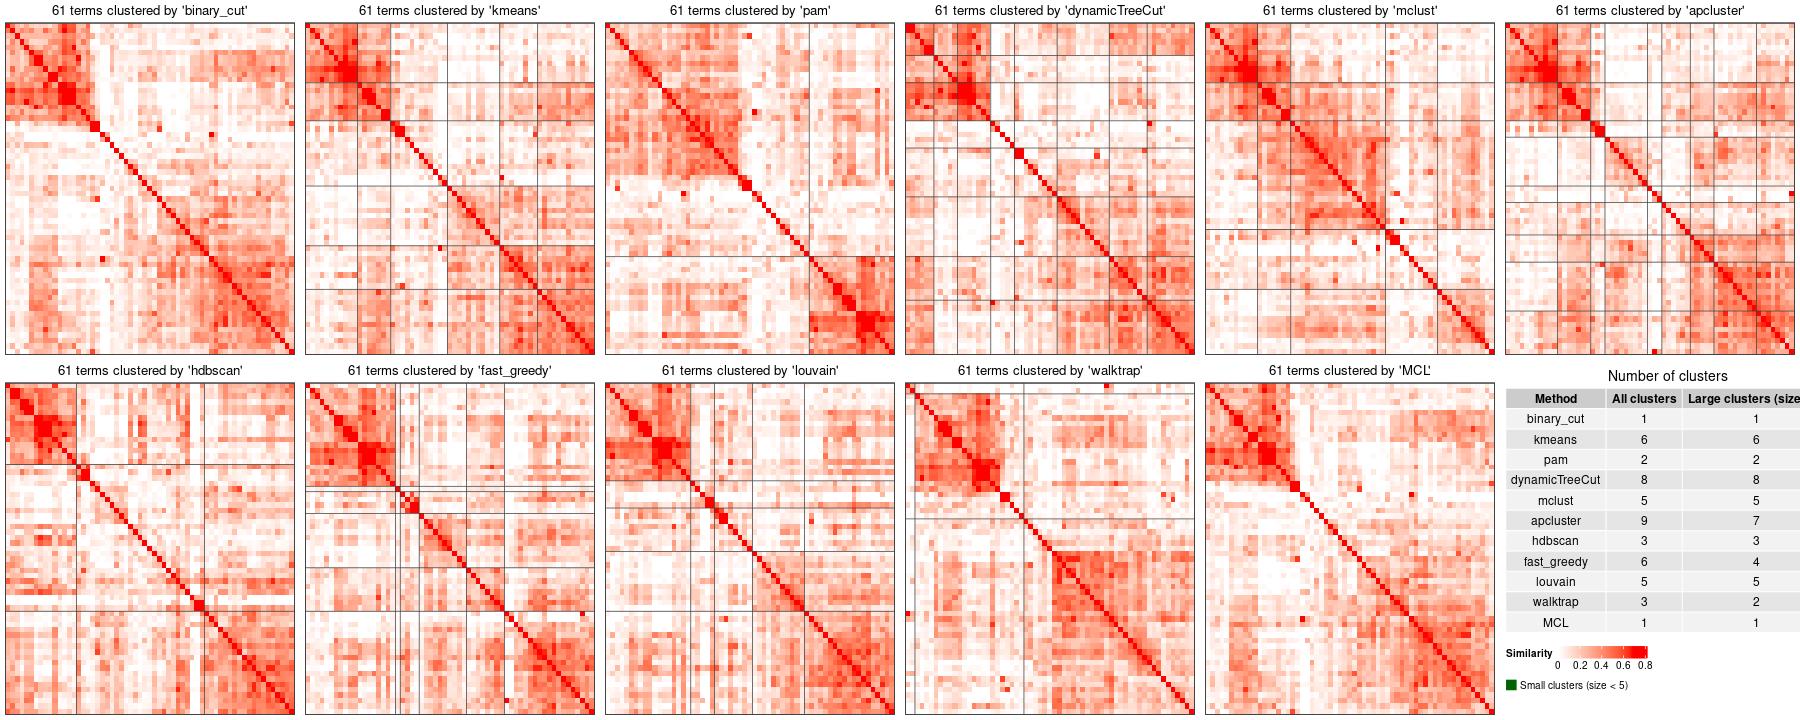 61 terms clustered by 'binary_cut'
61 terms clustered by 'kmeans'
61 terms clustered by 'pam'
61 terms clustered by 'dynamicTreeCut'
61 terms clustered by 'mclust'
61 terms clustered by 'apcluster'
61 terms clustered by 'hdbscan'
61 terms clustered by 'fast_greedy'
61 terms clustered by 'louvain'
61 terms clustered by 'walktrap'
61 terms clustered by 'MCL'
Number of clusters
Method All clusters Large clusters (size
binary_cut 1 1
kmeans 6 6
pam 2 2
dynamicTreeCut 8 8
mclust 5 5
apcluster 9 7
hdbscan 3 3
fast_greedy 6 4
louvain 5 5
walktrap 3 2
MCL 1 1
Similarity
0 0.2 0.4 0.6 0.8
Small clusters (size < 5)